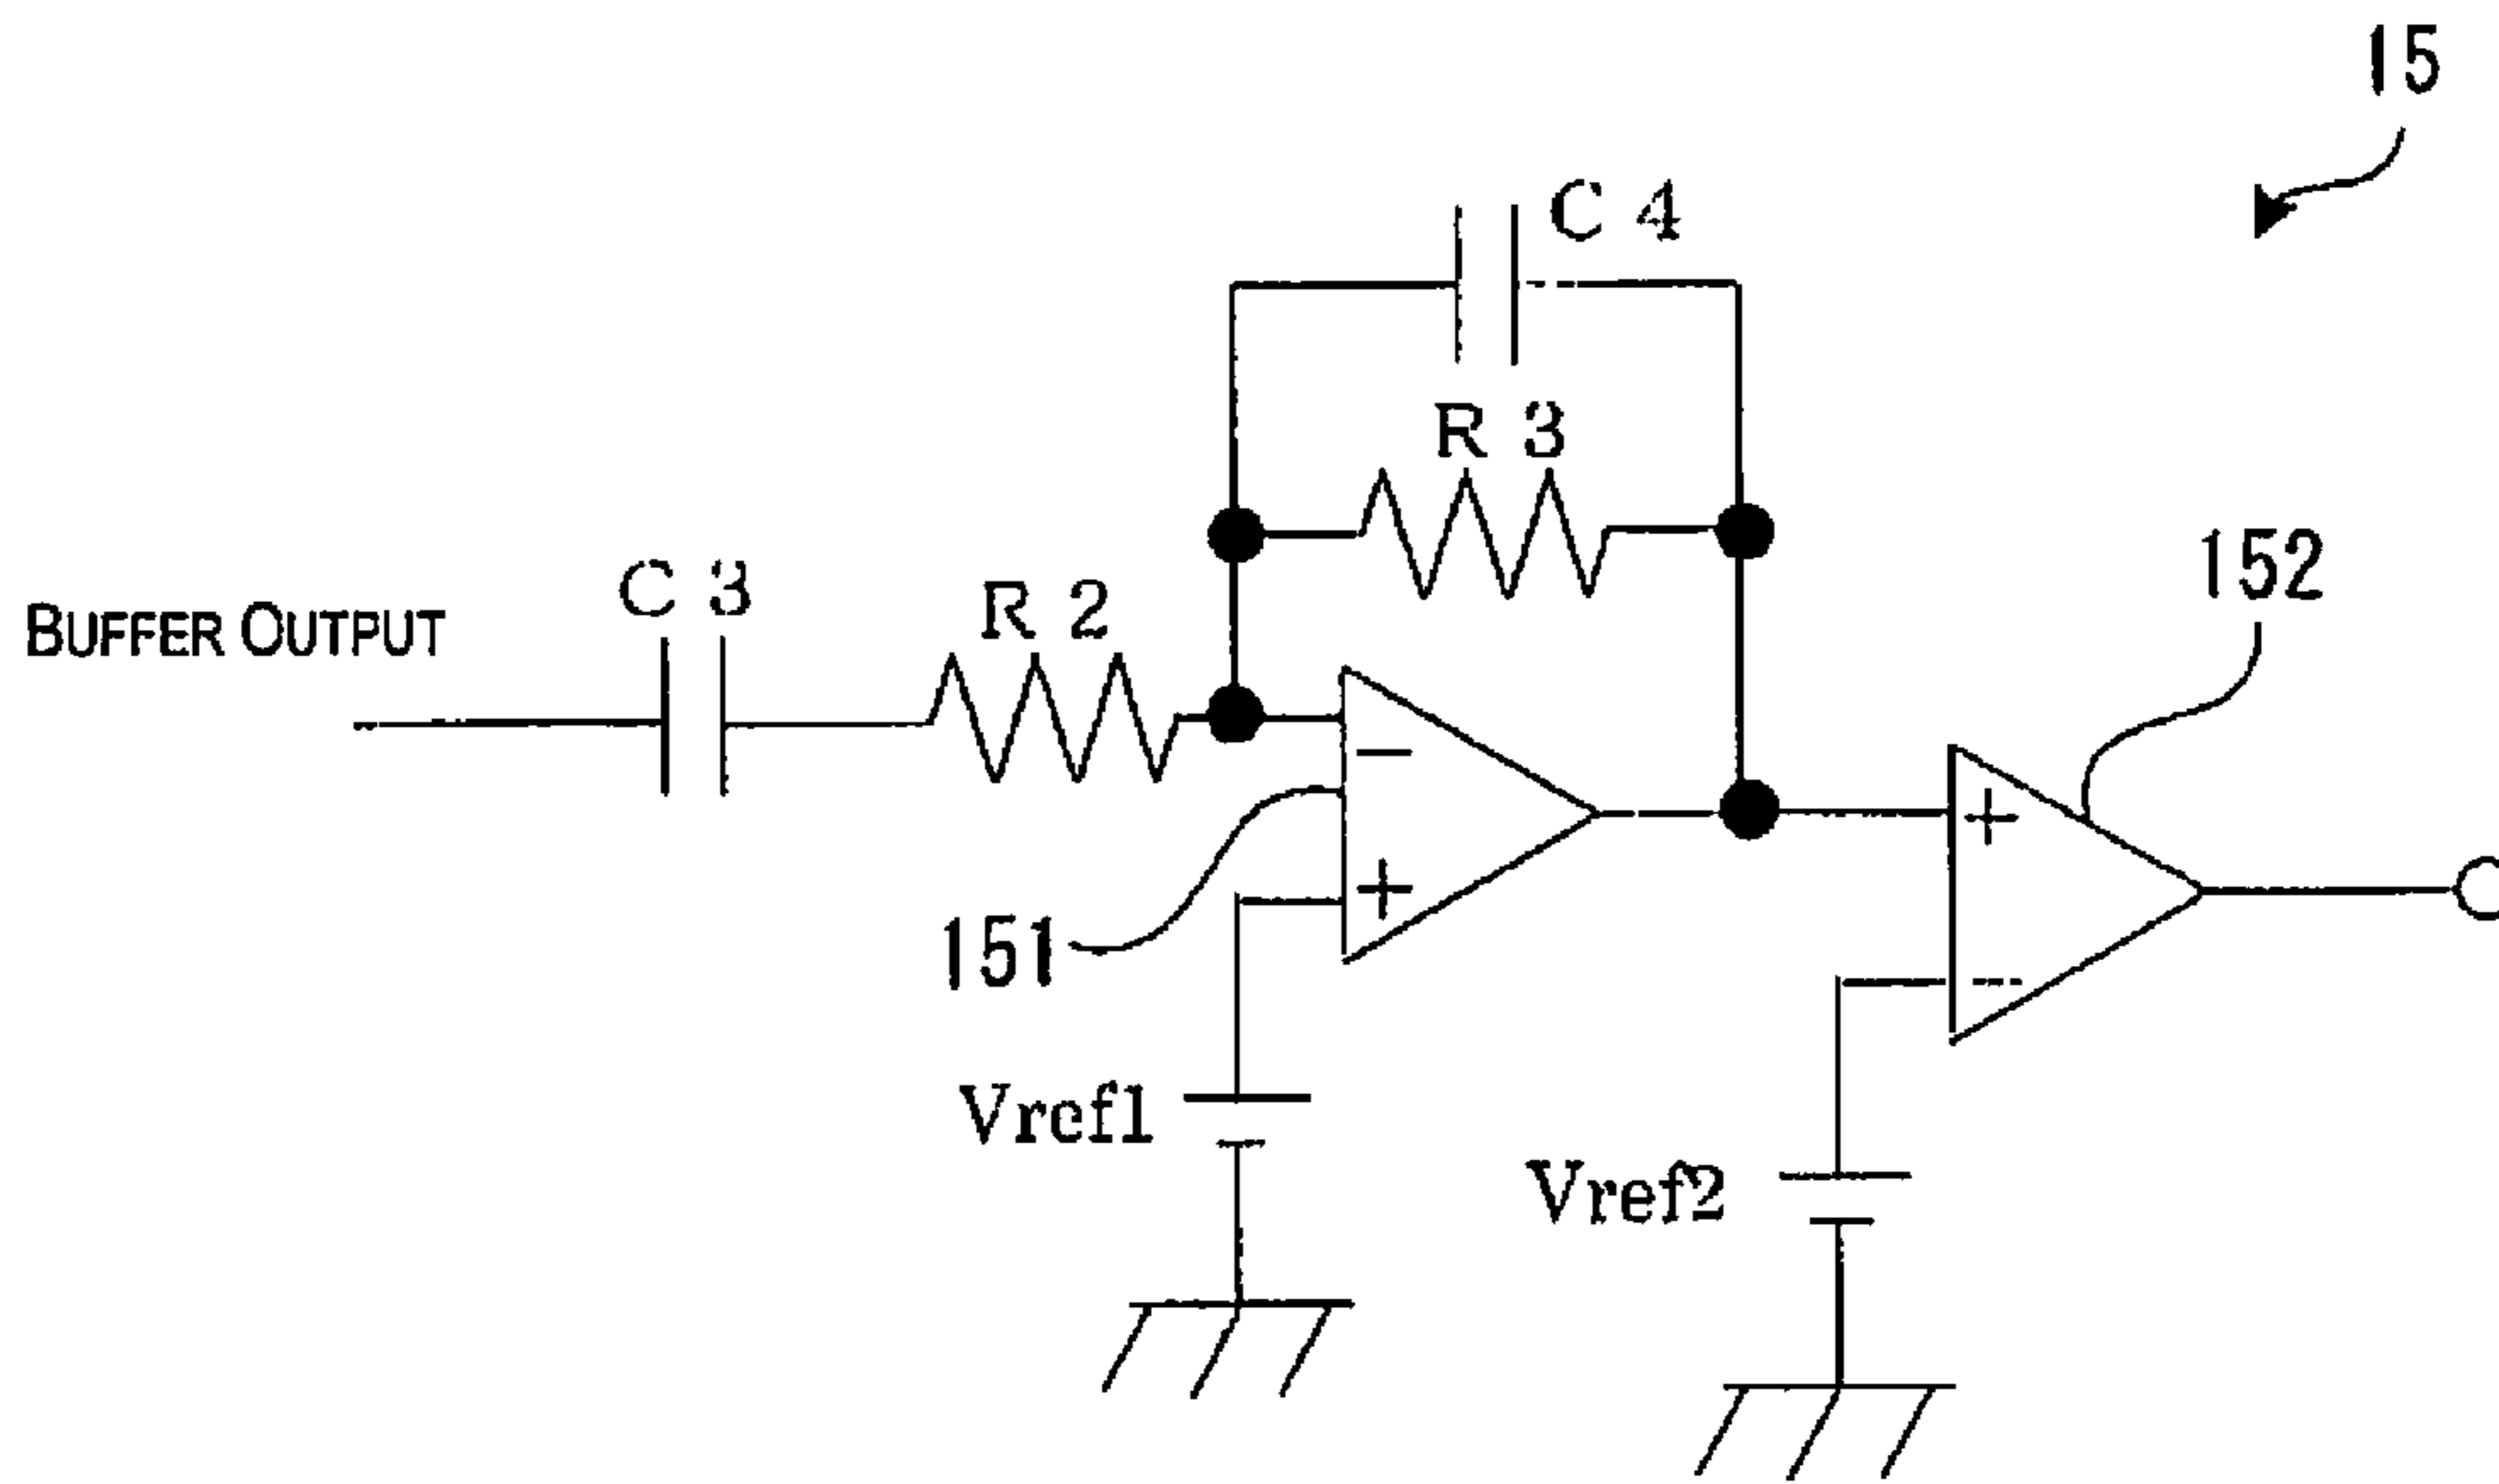 15
C 4
R 3
152
C 3
R 2
BUFFER OUTPUT
−
+
+
151
--
Vref1
Vref2